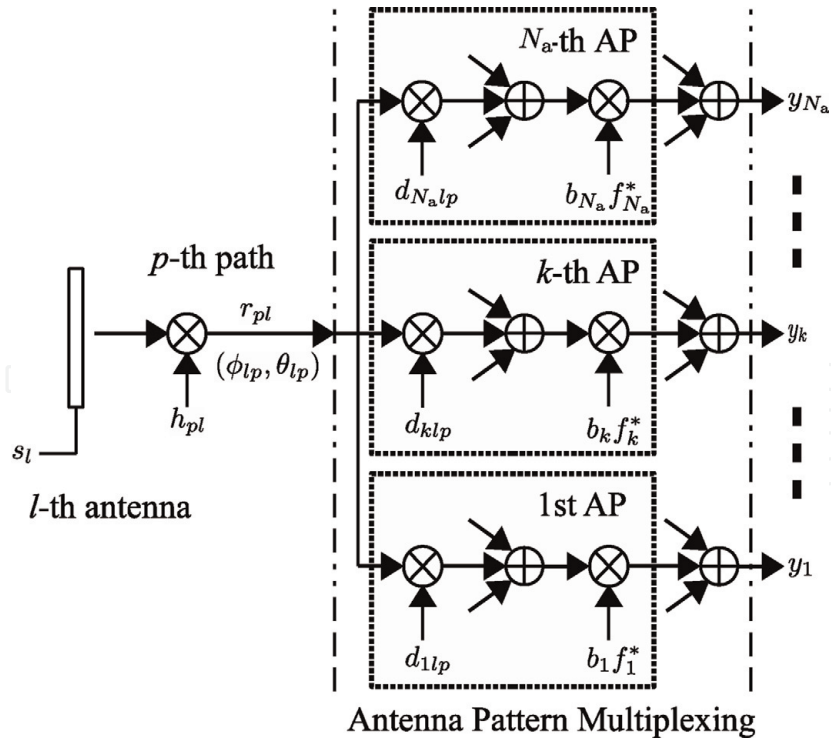 N_a-th AP
y_{N_a}
d_{N_a lp}
b_{N_a} f^*_{N_a}
p-th path
k-th AP
r_{pl}
y_k
(ϕ_{lp}, θ_{lp})
h_{pl}
d_{klp}
b_k f^*_k
s_l
l-th antenna
1st AP
y_1
d_{1lp}
b_1 f^*_1
Antenna Pattern Multiplexing